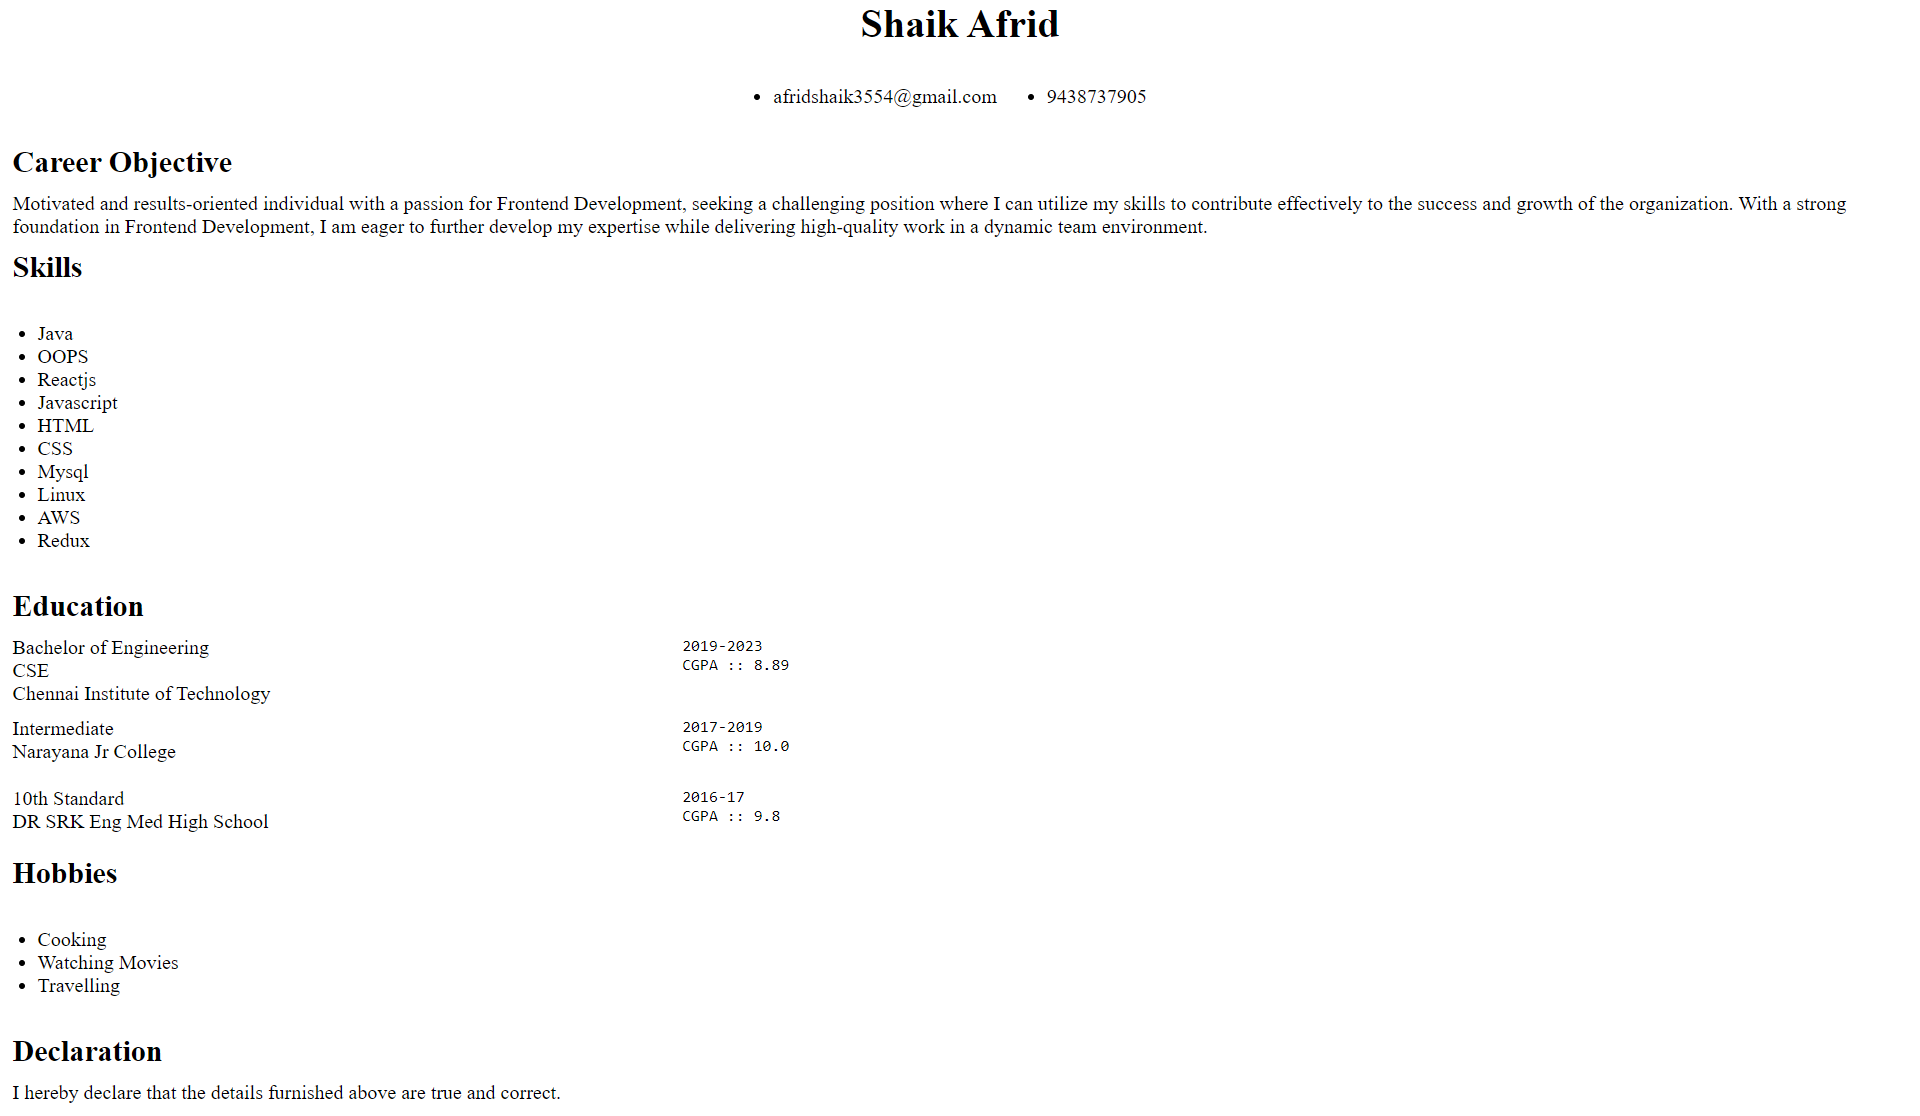 Shaik Afrid
• afridshaik3554@gmail.com • 9438737905
Career Objective
Motivated and results-oriented individual with a passion for Frontend Development, seeking a challenging position where I can utilize my skills to contribute effectively to the success and growth of the organization. With a strong
foundation in Frontend Development, I am eager to further develop my expertise while delivering high-quality work in a dynamic team environment.
Skills
• Java
• OOPS
• Reactjs
• Javascript
• HTML
• CSS
• Mysql
• Linux
• AWS
• Redux
Education
Bachelor of Engineering 2019-2023
CSE CGPA :: 8.89
Chennai Institute of Technology
Intermediate 2017-2019
Narayana Jr College CGPA :: 10.0
10th Standard 2016-17
DR SRK Eng Med High School CGPA :: 9.8
Hobbies
• Cooking
• Watching Movies
• Travelling
Declaration
I hereby declare that the details furnished above are true and correct.